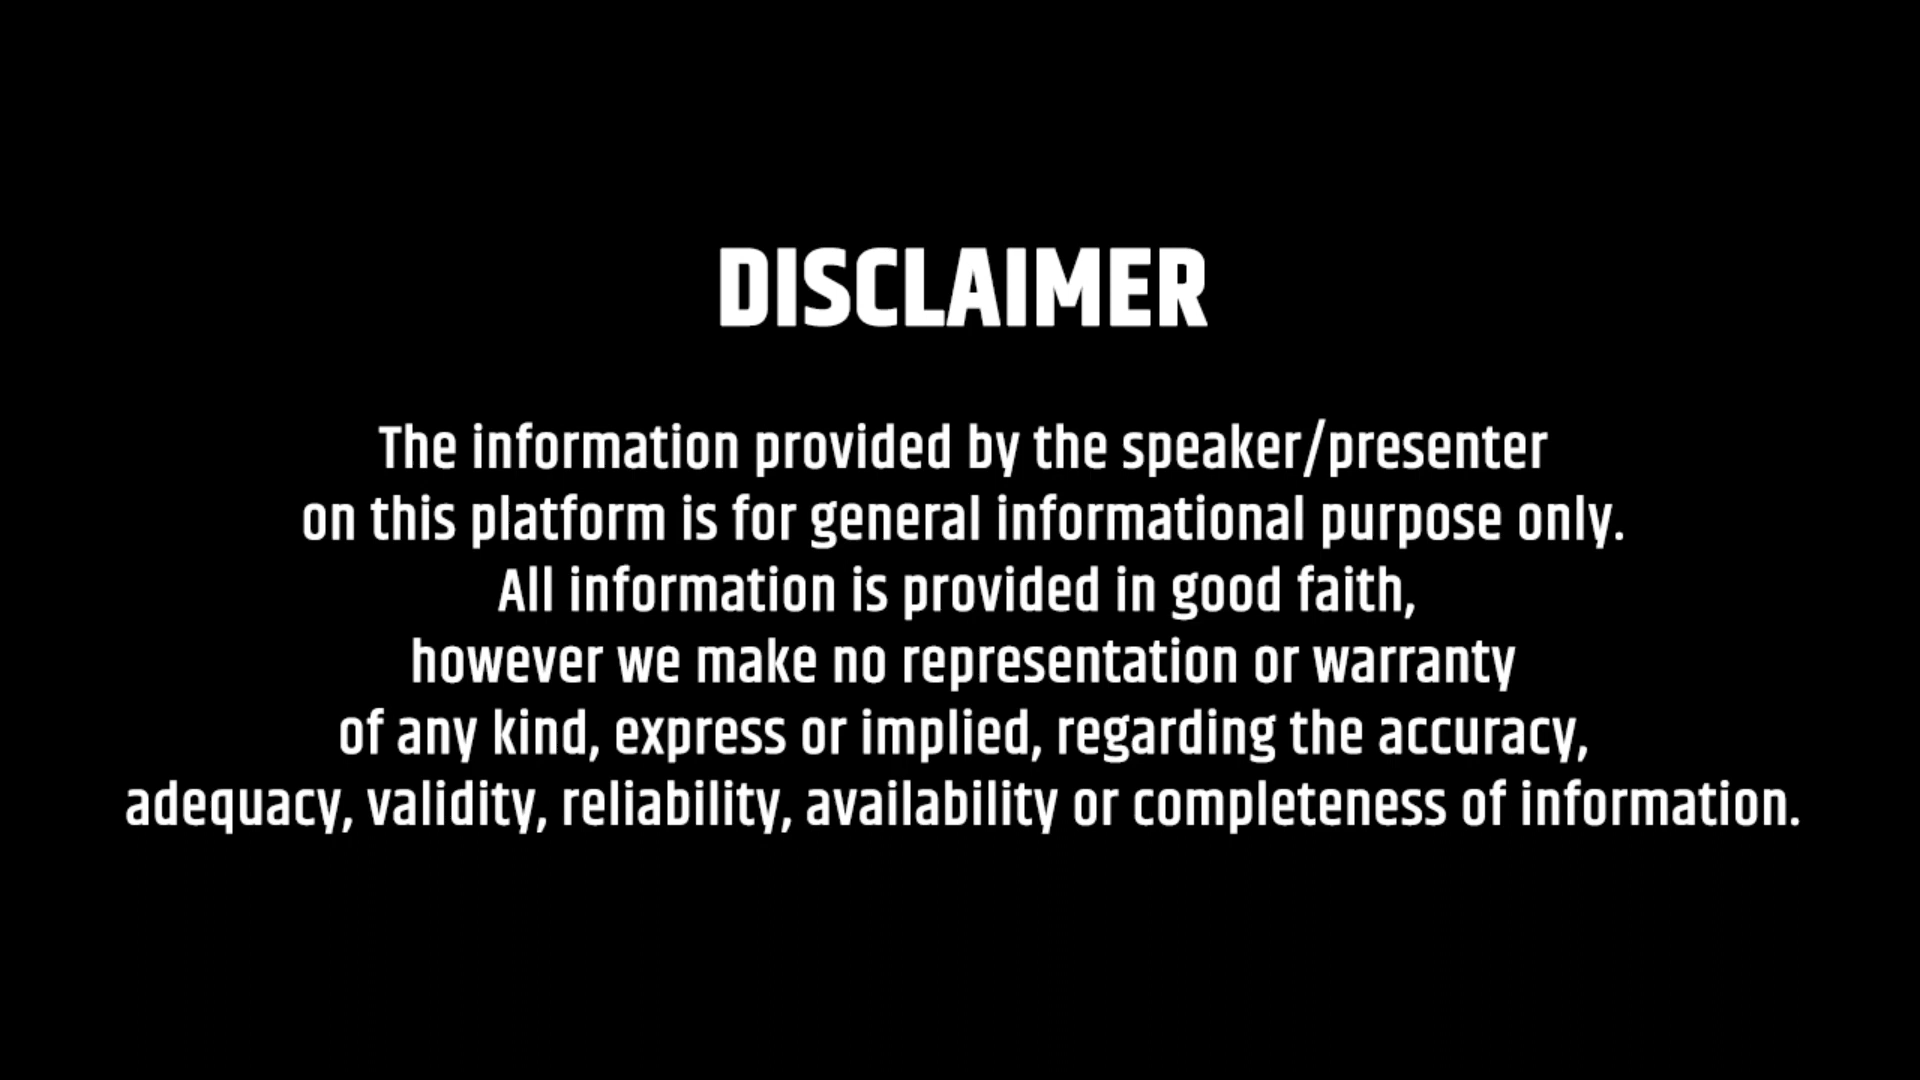 DISCLAIMER
The information provided by the speaker/presenter
on this platform is for general informational purpose only.
All information is provided in good faith,
however we make no representation or warranty
of any kind, express or implied, regarding the accuracy,
adequacy, validity, reliability, availability or completeness of information.